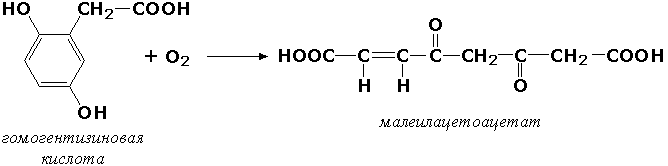 HO CH2 COOH
+ O2
OH
HOOC C C C CH2 C CH2 COOH
O
H H O
гомогентизиновая
кислота
малеилацетоацетат